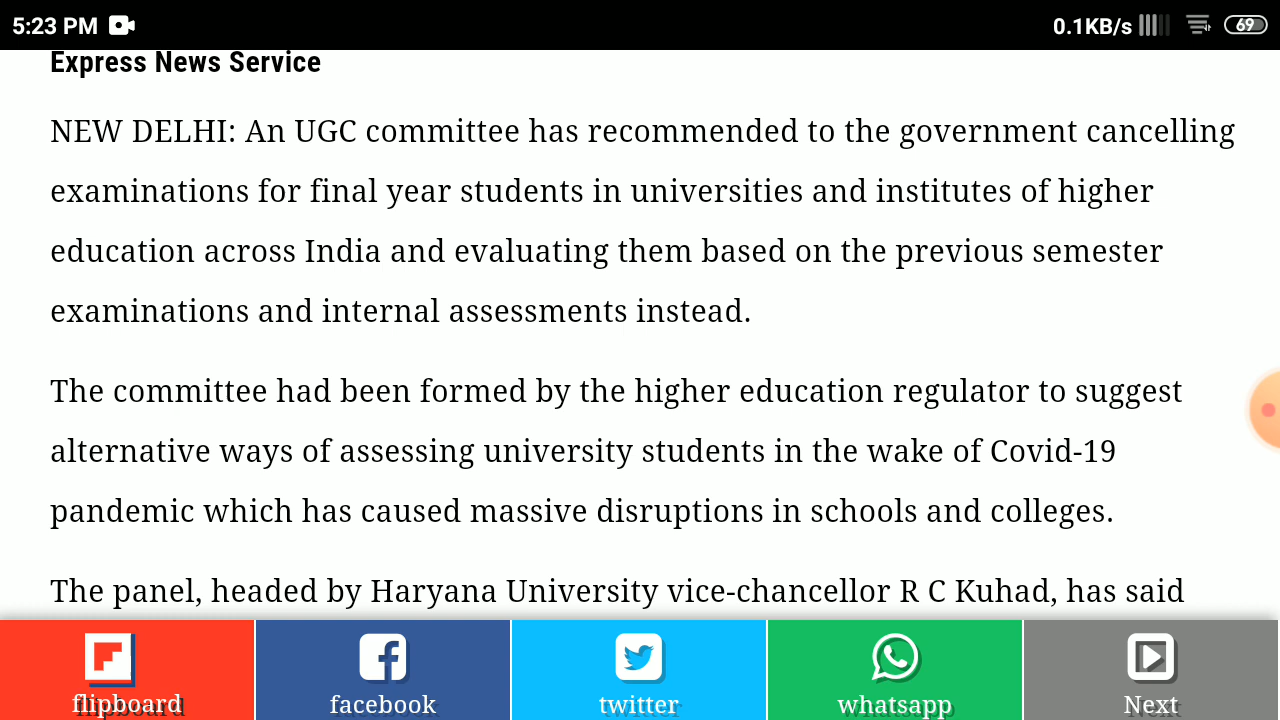 5:23 PM 0.1KB/s 69
Express News Service
NEW DELHI: An UGC committee has recommended to the government cancelling
examinations for final year students in universities and institutes of higher
education across India and evaluating them based on the previous semester
examinations and internal assessments instead.
The committee had been formed by the higher education regulator to suggest
alternative ways of assessing university students in the wake of Covid-19
pandemic which has caused massive disruptions in schools and colleges.
The panel, headed by Haryana University vice-chancellor R C Kuhad, has said
flipboard facebook twitter whatsapp Next